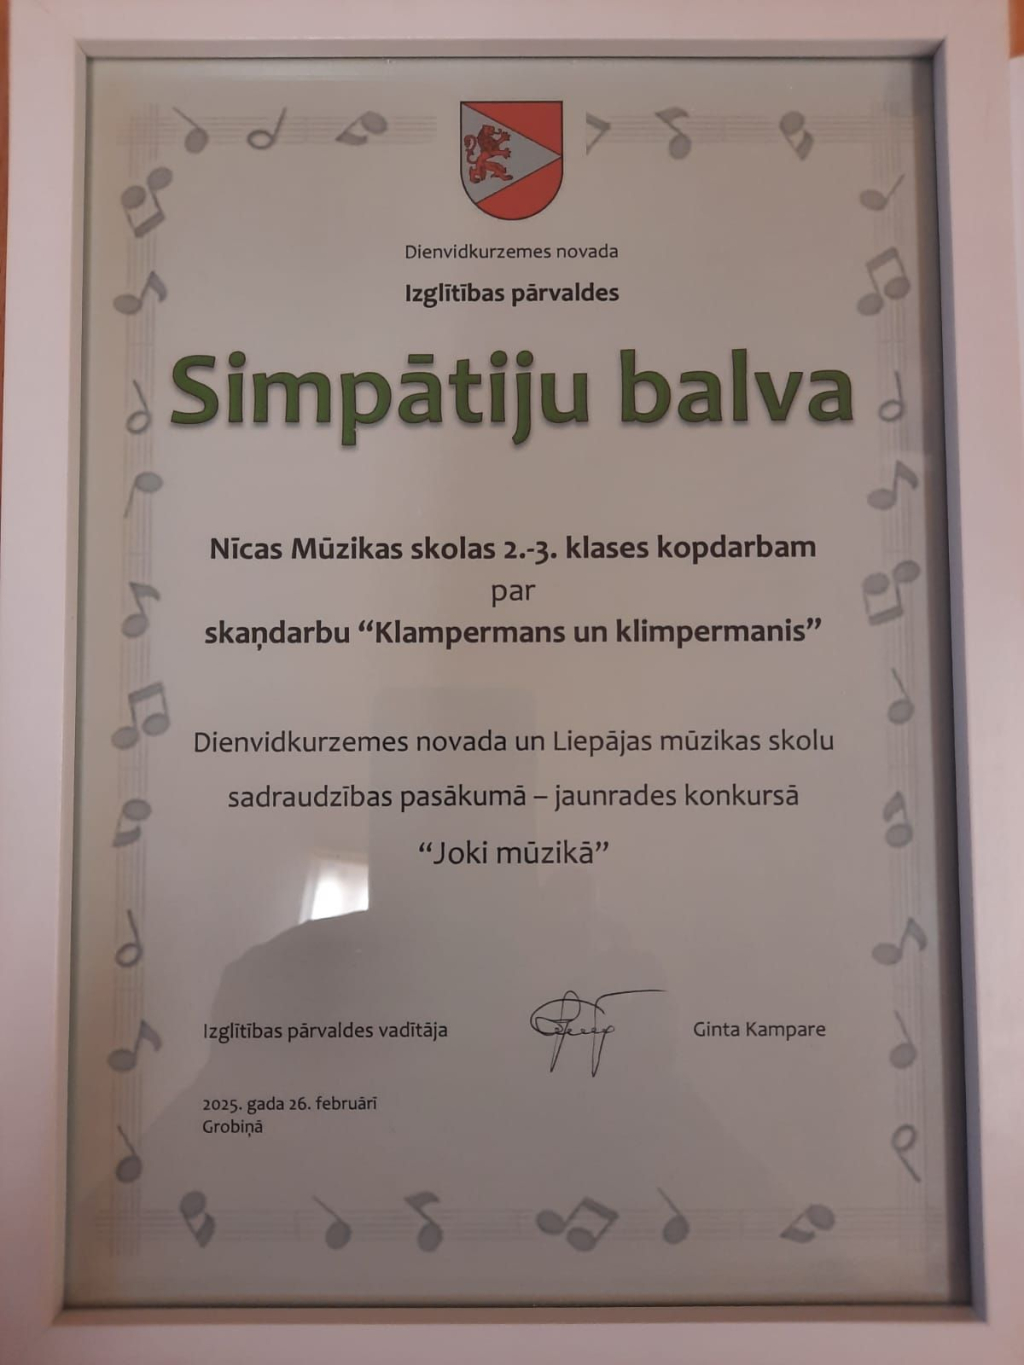 Dienvidkurzemes novada
Izglītības pārvaldes
Simpātiju balva
Nīcas Mūzikas skolas 2.-3. klases kopdarbam
par
skaņdarbu “Klampermans un klimpermanis”
Dienvidkurzemes novada un Liepājas mūzikas skolu
sadraudzības pasākumā – jaunrades konkursā
“Joki mūzikā”
Izglītības pārvaldes vadītāja Ginta Kampare
2025. gada 26. februārī
Grobiņā